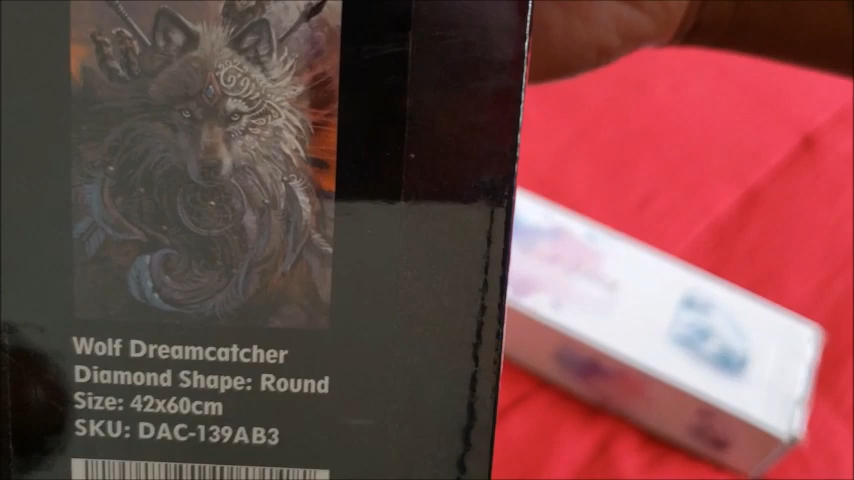 Wolf Dreamcatcher
Diamond Shape: Round
Size: 42x60cm
SKU: DAC-139AB3